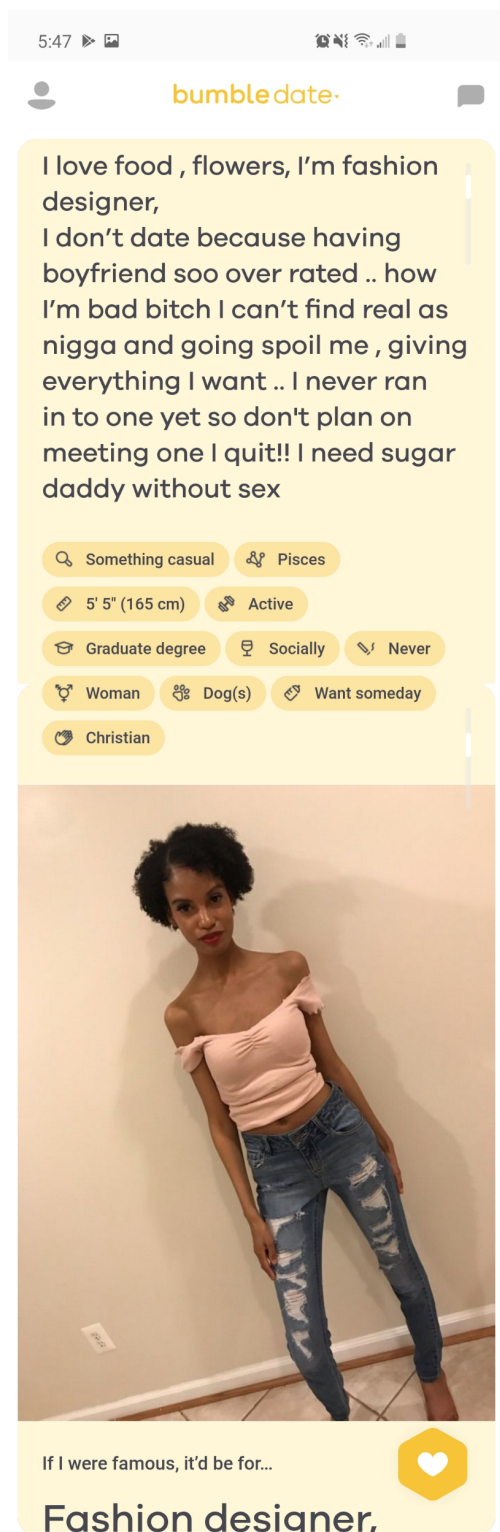 5:47
bumble date.
I love food , flowers, I'm fashion
designer,
I don't date because having
boyfriend soo over rated .. how
I'm bad bitch I can't find real as
nigga and going spoil me , giving
everything I want .. I never ran
in to one yet so don't plan on
meeting one I quit!! I need sugar
daddy without sex
Something casual Pisces
5' 5" (165 cm) Active
Graduate degree Socially Never
Woman Dog(s) Want someday
Christian
If I were famous, it'd be for...
Fashion designer,